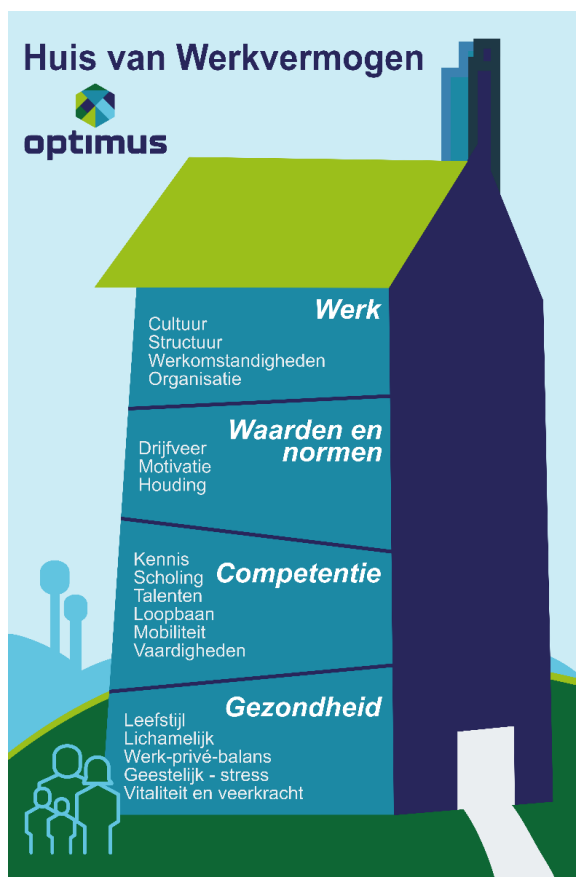 Huis van Werkvermogen
optimus
Werk
Cultuur
Structuur
Werkomstandigheden
Organisatie
Waarden en
normen
Drijfveer
Motivatie
Houding
Competentie
Kennis
Scholing
Talenten
Loopbaan
Mobiliteit
Vaardigheden
Gezondheid
Leefstijl
Lichamelijk
Werk-privé-balans
Geestelijk - stress
Vitaliteit en veerkracht